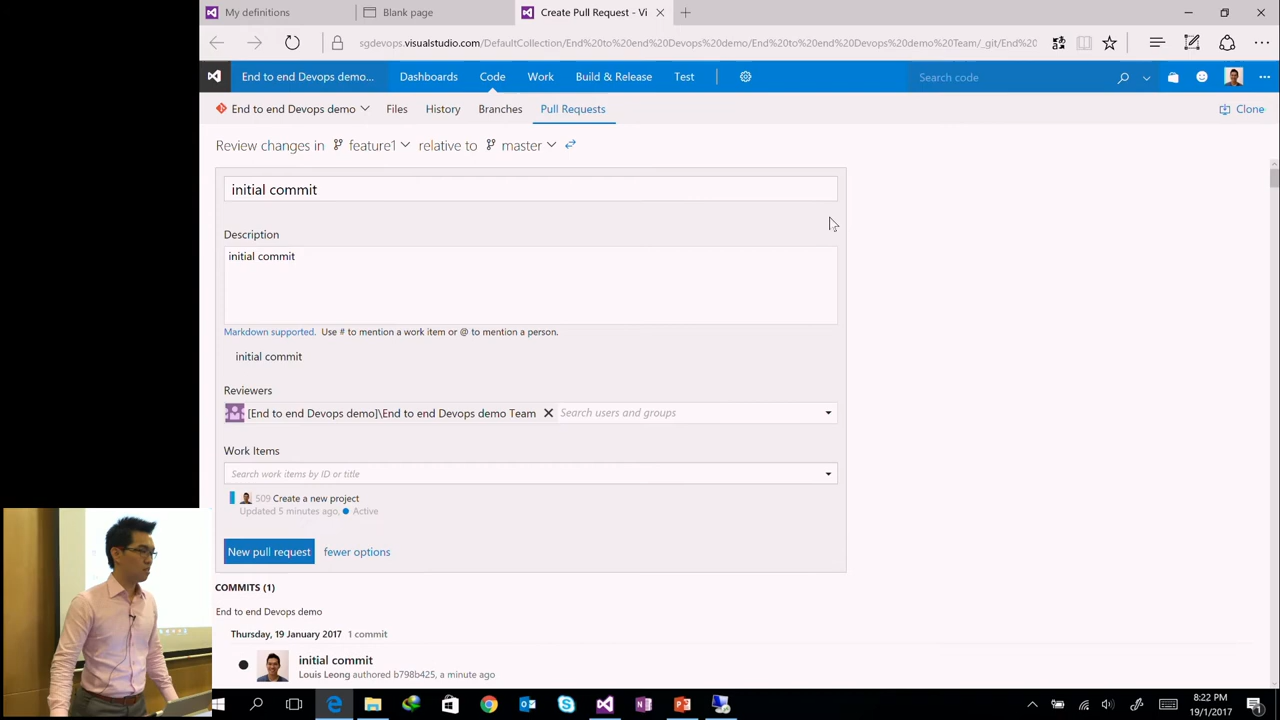 My definitions
Blank page
Create Pull Request - Vi
sgdevops.visualstudio.com/DefaultCollection/End%20to%20end%20Devops%20demo/End%20to%20end%20Devops%20demo%20Team/_git/End%20
End to end Devops demo... Dashboards Code Work Build & Release Test Search code
End to end Devops demo Files History Branches Pull Requests Clone
Review changes in feature1 relative to master
initial commit
Description
initial commit
Markdown supported. Use # to mention a work item or @ to mention a person.
initial commit
Reviewers
[End to end Devops demo]\End to end Devops demo Team Search users and groups
Work Items
Search work items by ID or title
509 Create a new project
Updated 5 minutes ago, Active
New pull request fewer options
COMMITS (1)
End to end Devops demo
Thursday, 19 January 2017 1 commit
initial commit
Louis Leong authored b798b425, a minute ago
8:22 PM
19/1/2017